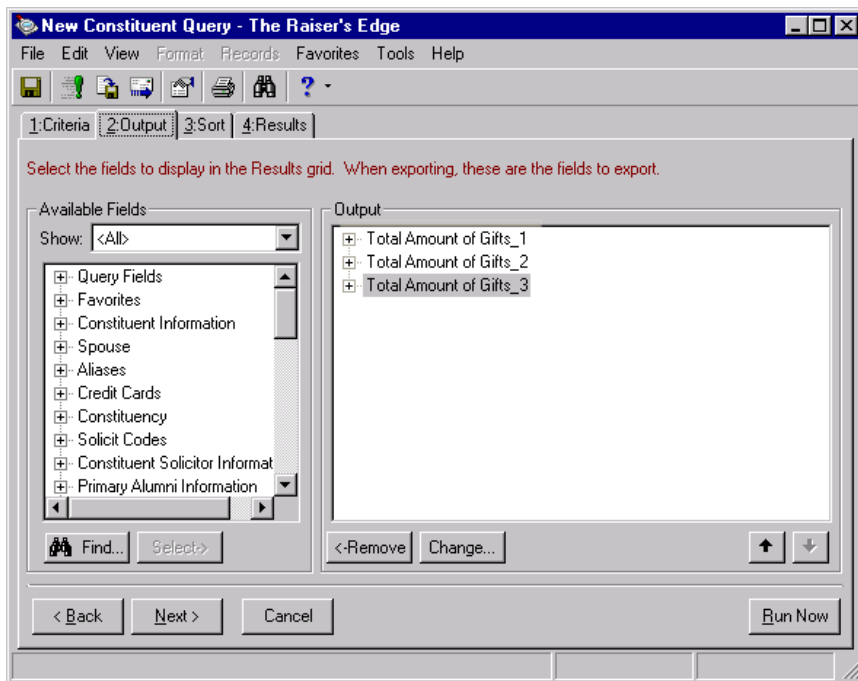 New Constituent Query - The Raiser's Edge
File Edit View Format Records Favorites Tools Help
1:Criteria 2:Output 3:Sort 4:Results
Select the fields to display in the Results grid. When exporting, these are the fields to export.
Available Fields
Show: <All>
Query Fields
Favorites
Constituent Information
Spouse
Aliases
Credit Cards
Constituency
Solicit Codes
Constituent Solicitor Informat
Primary Alumni Information
Find... Select->
Output
Total Amount of Gifts_1
Total Amount of Gifts_2
Total Amount of Gifts_3
<-Remove Change...
< Back Next > Cancel Run Now